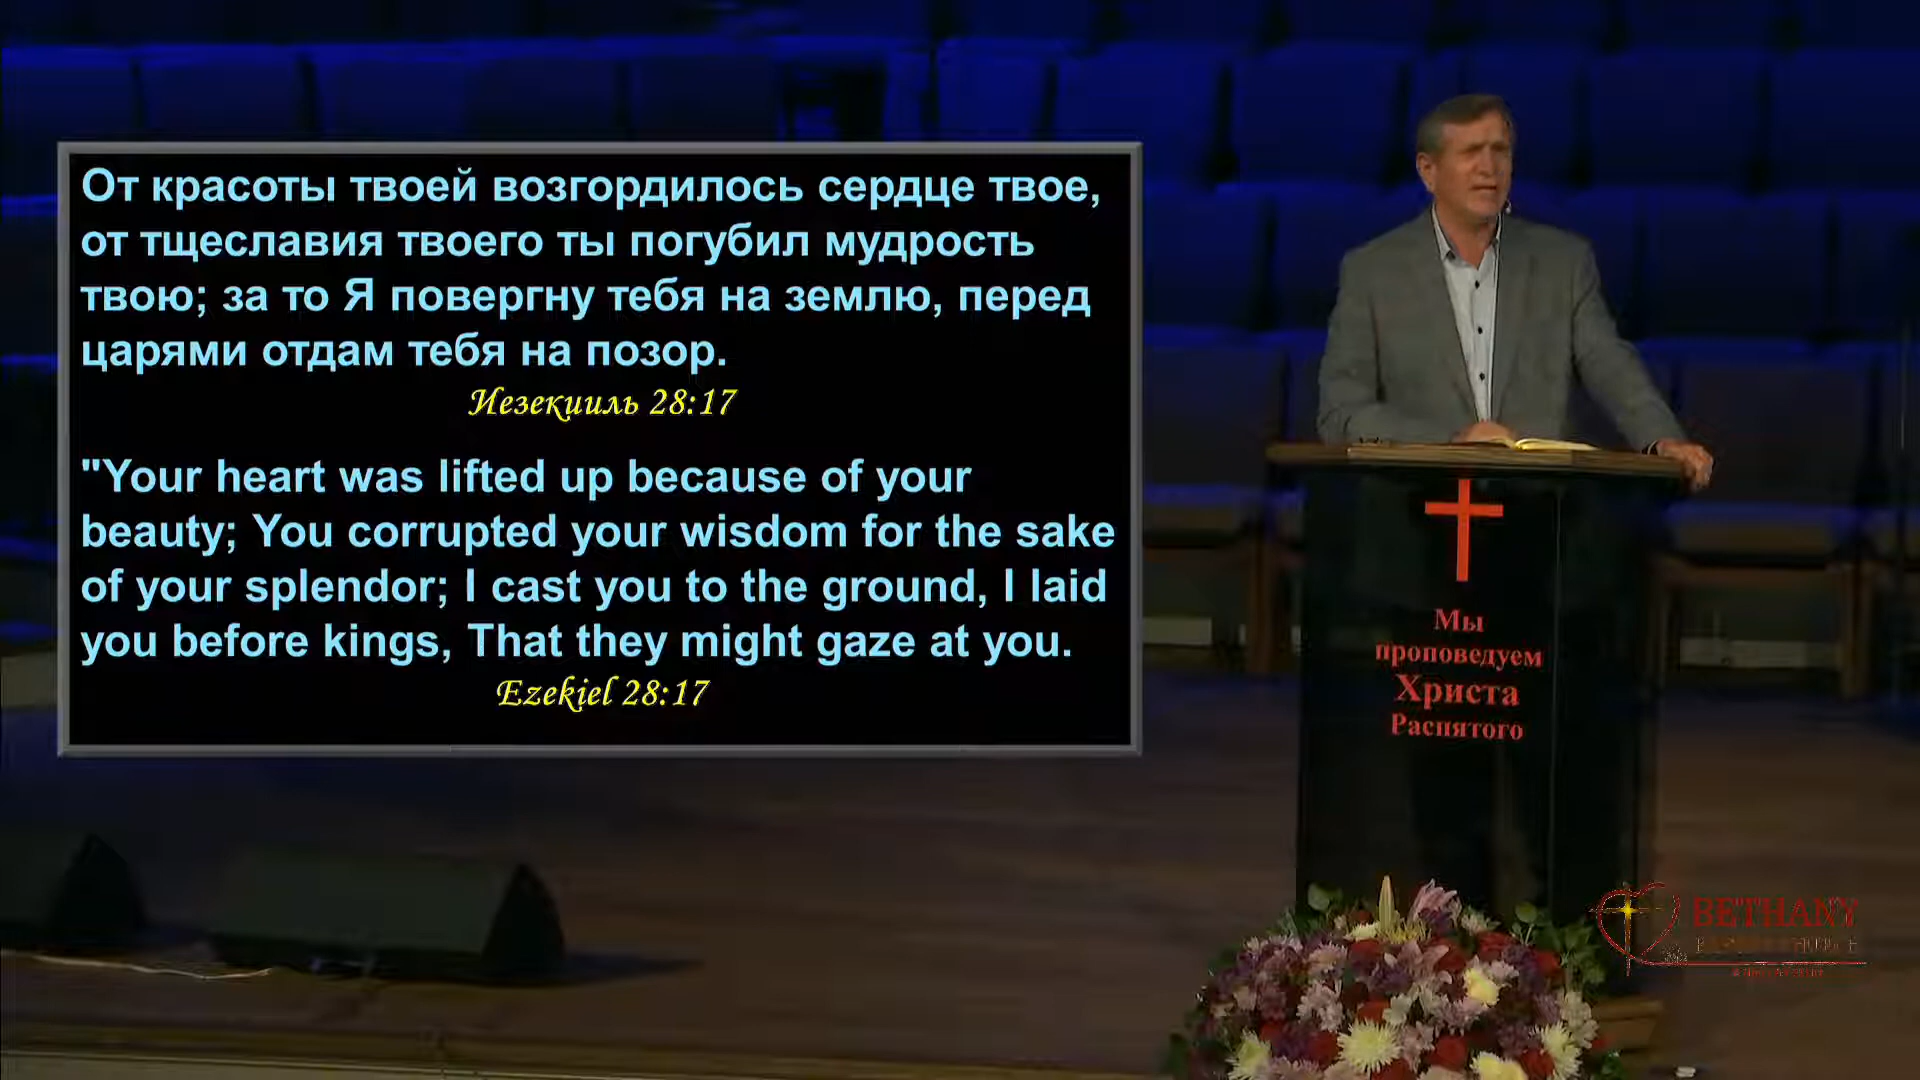 От красоты твоей возгордилось сердце твое,
от тщеславия твоего ты погубил мудрость
твою; за то Я повергну тебя на землю, перед
царями отдам тебя на позор.
Иезекииль 28:17
"Your heart was lifted up because of your
beauty; You corrupted your wisdom for the sake
of your splendor; I cast you to the ground, I laid
you before kings, That they might gaze at you.
Ezekiel 28:17
Мы
проповедуем
Христа
Распятого
BETHANY